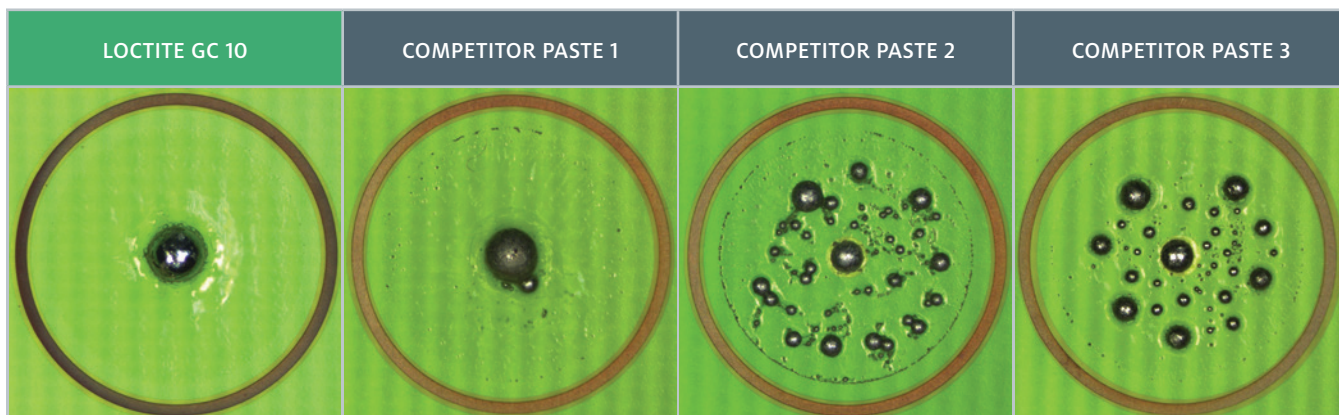 LOCTITE GC 10
COMPETITOR PASTE 1
COMPETITOR PASTE 2
COMPETITOR PASTE 3